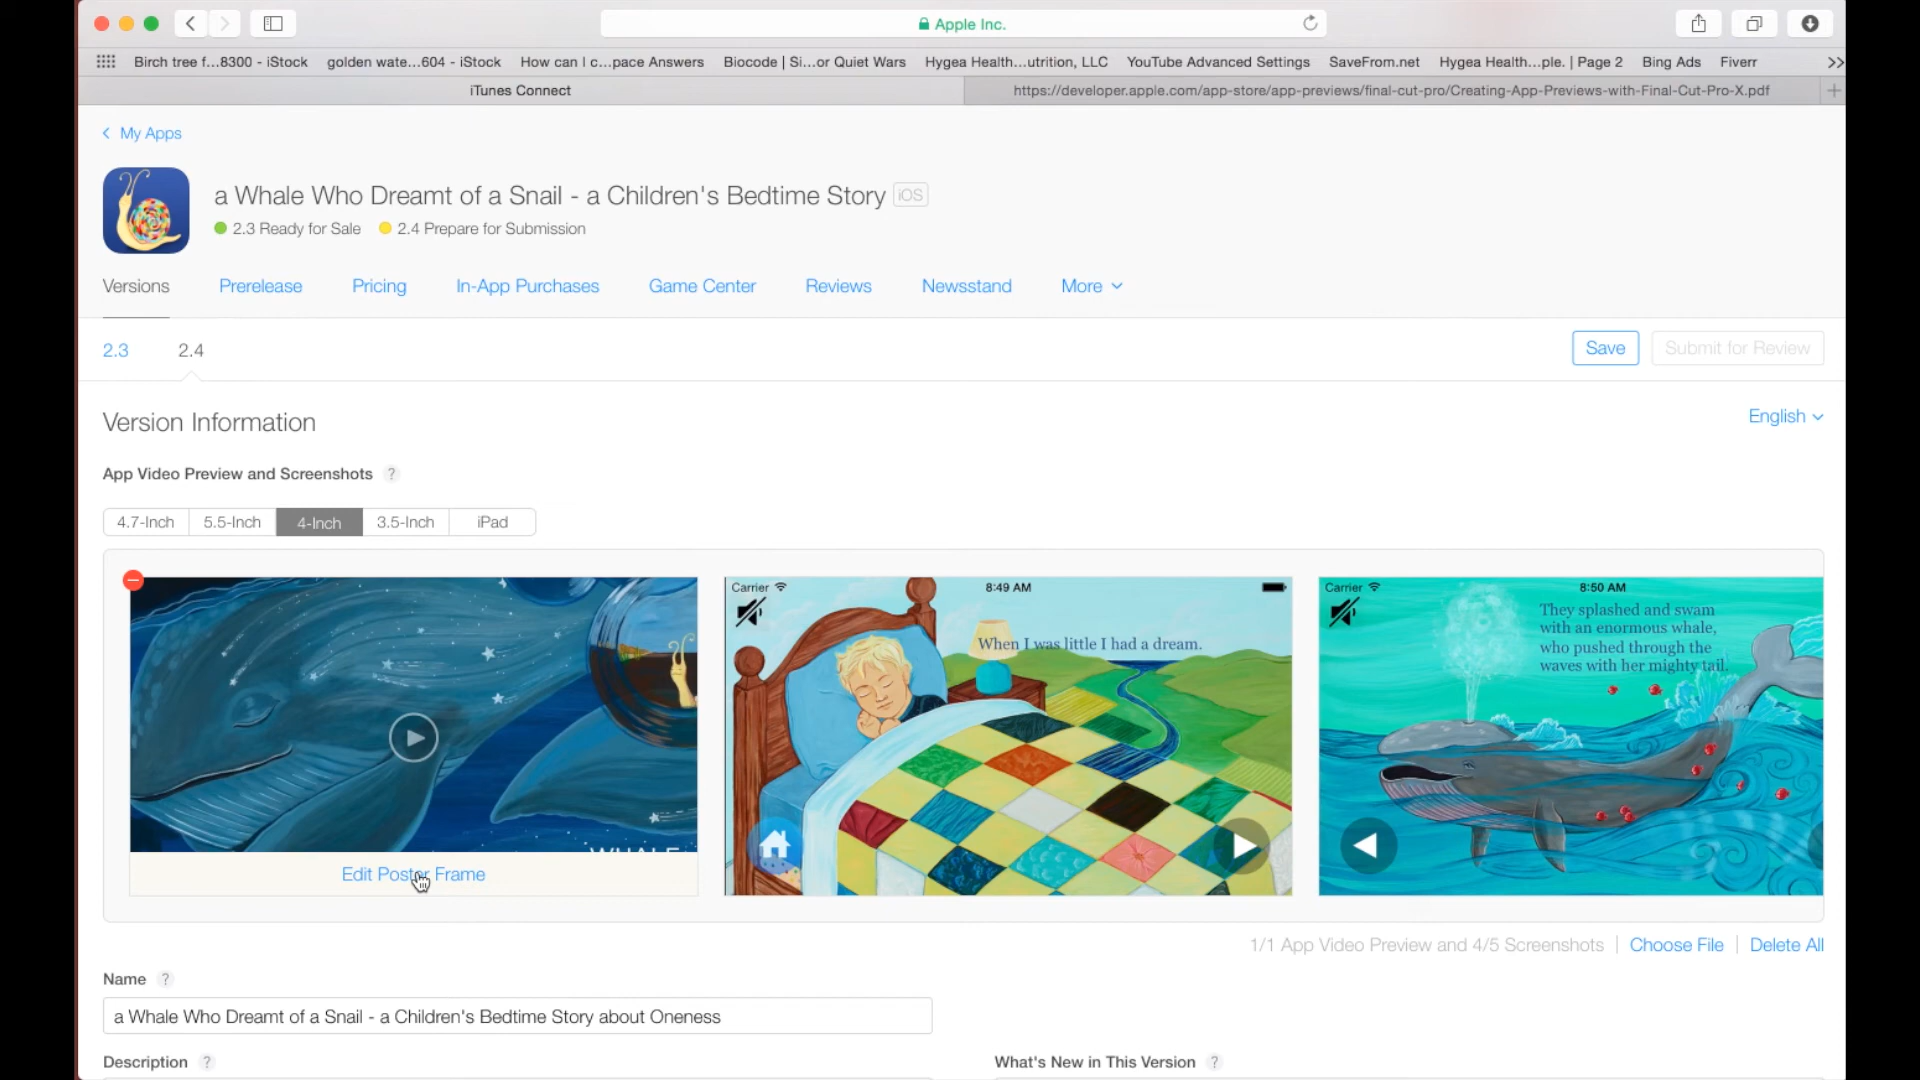 Apple Inc.
Birch tree f...8300 - iStock
golden wate...604 - iStock
How can I c...pace Answers
Biocode | Si...or Quiet Wars
Hygea Health...utrition, LLC
YouTube Advanced Settings
SaveFrom.net
Hygea Health...ple. | Page 2
Bing Ads
Fiverr
iTunes Connect
https://developer.apple.com/app-store/app-previews/final-cut-pro/Creating-App-Previews-with-Final-Cut-Pro-X.pdf
My Apps
a Whale Who Dreamt of a Snail - a Children's Bedtime Story iOS
2.3 Ready for Sale
2.4 Prepare for Submission
Versions
Prerelease
Pricing
In-App Purchases
Game Center
Reviews
Newsstand
More
2.3
2.4
Save
Submit for Review
Version Information
English
App Video Preview and Screenshots ?
4.7-Inch
5.5-Inch
4-Inch
3.5-Inch
iPad
Edit Poster Frame
Carrier
8:49 AM
When I was little I had a dream.
Carrier
8:50 AM
They splashed and swam
with an enormous whale,
who pushed through the
waves with her mighty tail.
1/1 App Video Preview and 4/5 Screenshots
Choose File
Delete All
Name ?
a Whale Who Dreamt of a Snail - a Children's Bedtime Story about Oneness
Description ?
What's New in This Version ?